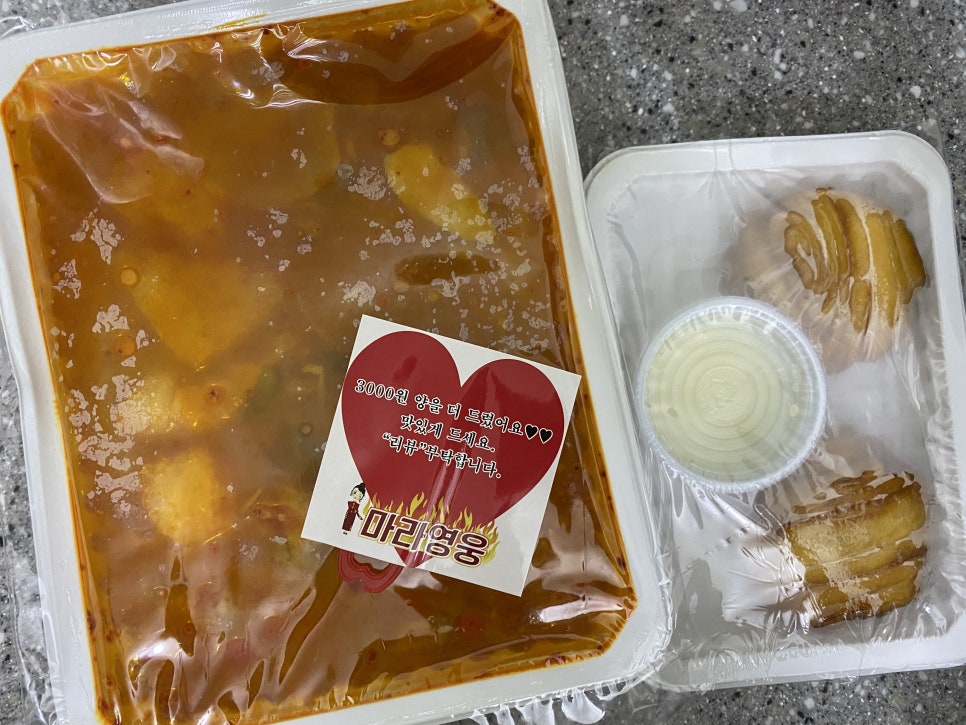 3000원 양을 더 드렸어요♥♥
맛있게 드세요.
"리뷰"부탁합니다.
마라영웅